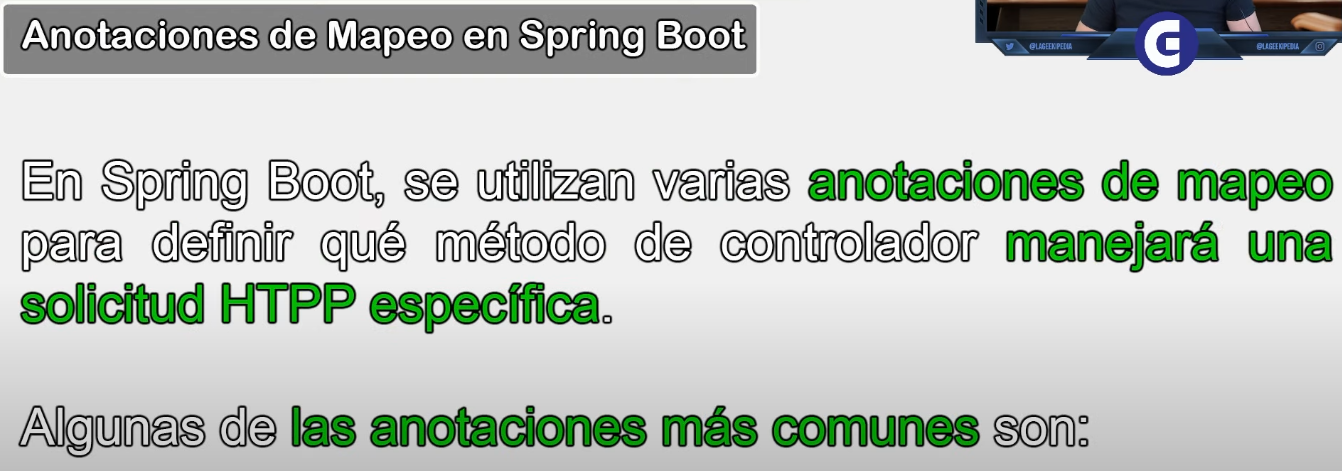 Anotaciones de Mapeo en Spring Boot
@LAGEEKIPEDIA
@LAGEEKIPEDIA
G
En Spring Boot, se utilizan varias anotaciones de mapeo
para definir qué método de controlador manejará una
solicitud HTPP específica.
Algunas de las anotaciones más comunes son: